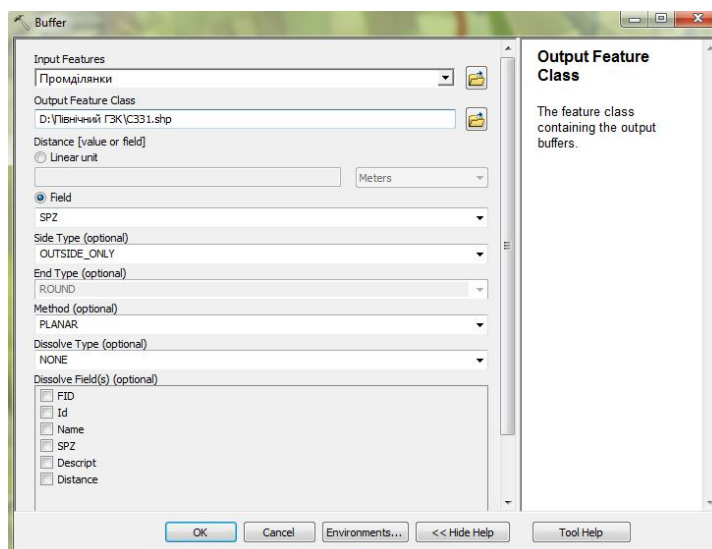 Buffer
Input Features
Промділянки
Output Feature Class
D:\Північний ГЗК\СЗЗ1.shp
Distance [value or field]
Linear unit
Meters
Field
SPZ
Side Type (optional)
OUTSIDE_ONLY
End Type (optional)
ROUND
Method (optional)
PLANAR
Dissolve Type (optional)
NONE
Dissolve Field(s) (optional)
FID
Id
Name
SPZ
Descript
Distance
OK
Cancel
Environments...
<< Hide Help
Tool Help
Output Feature
Class
The feature class
containing the output
buffers.